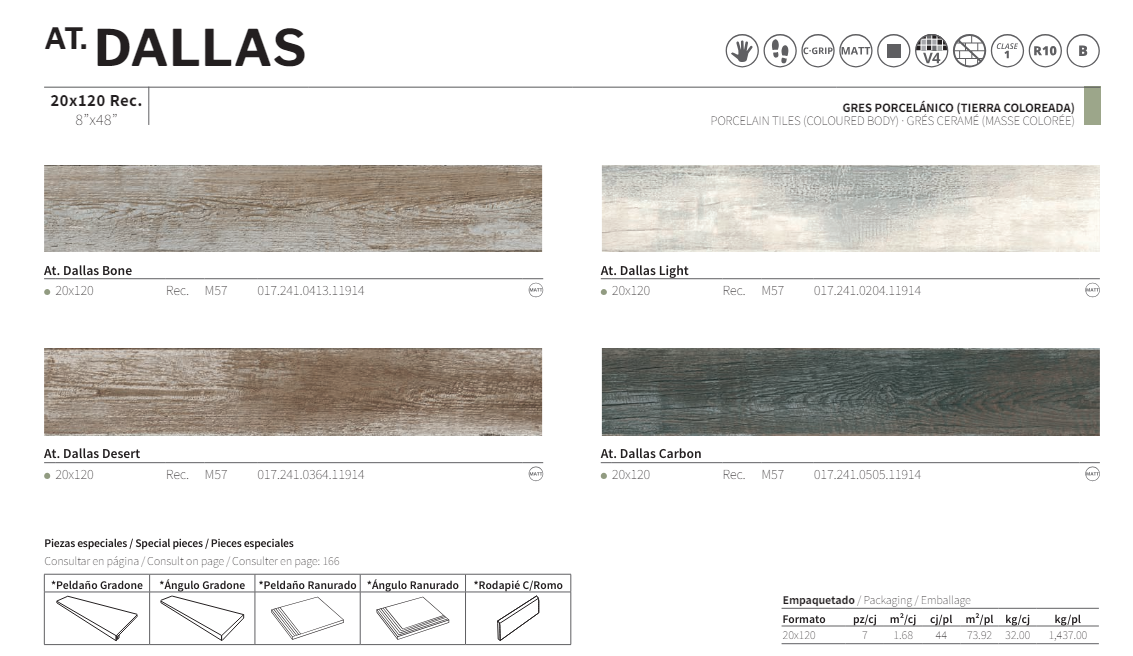 AT. DALLAS
C·GRIP MATT V4 CLASE 1 R10 B
20x120 Rec.
8”x48”
GRES PORCELÁNICO (TIERRA COLOREADA)
PORCELAIN TILES (COLOURED BODY) · GRÉS CERAMÉ (MASSE COLORÉE)
At. Dallas Bone
20x120 Rec. M57 017.241.0413.11914 MATT
At. Dallas Light
20x120 Rec. M57 017.241.0204.11914 MATT
At. Dallas Desert
20x120 Rec. M57 017.241.0364.11914 MATT
At. Dallas Carbon
20x120 Rec. M57 017.241.0505.11914 MATT
Piezas especiales / Special pieces / Pieces especiales
Consultar en página / Consult on page / Consulter en page: 166
*Peldaño Gradone *Ángulo Gradone *Peldaño Ranurado *Ángulo Ranurado *Rodapié C/Romo
Empaquetado / Packaging / Emballage
Formato pz/cj m²/cj cj/pl m²/pl kg/cj kg/pl
20x120 7 1.68 44 73.92 32.00 1,437.00